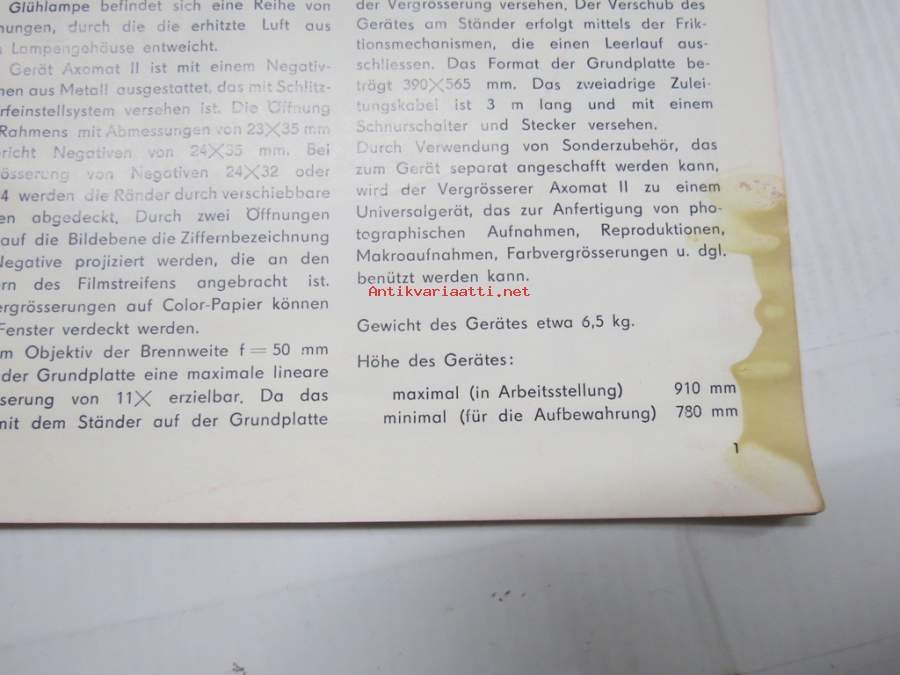 Glühlampe befindet sich eine Reihe von
nungen, durch die die erhitzte Luft aus
Lampengehäuse entweicht.
Gerät Axomat II ist mit einem Negativ-
nen aus Metall ausgestattet, das mit Schlitz-
rfeinstellsystem versehen ist. Die Öffnung
Rahmens mit Abmessungen von 23×35 mm
richt Negativen von 24×36 mm. Bei
össerung von Negativen 24×32 oder
4 werden die Ränder durch verschiebbare
en abgedeckt. Durch zwei Öffnungen
auf die Bildebene die Ziffernbezeichnung
Negative projiziert werden, die an den
rn des Filmstreifens angebracht ist.
ergrösserungen auf Color-Papier können
Fenster verdeckt werden.
m Objektiv der Brennweite f = 50 mm
der Grundplatte eine maximale lineare
sserung von 11× erzielbar. Da das
mit dem Ständer auf der Grundplatte
der Vergrösserung versehen. Der Verschub des
Gerätes am Ständer erfolgt mittels der Frik-
tionsmechanismen, die einen Leerlauf aus-
schliessen. Das Format der Grundplatte be-
trägt 390×565 mm. Das zweiadrige Zulei-
tungskabel ist 3 m lang und mit einem
Schnurschalter und Stecker versehen.
Durch Verwendung von Sonderzubehör, das
zum Gerät separat angeschafft werden kann,
wird der Vergrösserer Axomat II zu einem
Universalgerät, das zur Anfertigung von pho-
tographischen Aufnahmen, Reproduktionen,
Makroaufnahmen, Farbvergrösserungen u. dgl.
benützt werden kann.
Antikvariaatti.net
Gewicht des Gerätes etwa 6,5 kg.
Höhe des Gerätes:
maximal (in Arbeitsstellung) 910 mm
minimal (für die Aufbewahrung) 780 mm
1